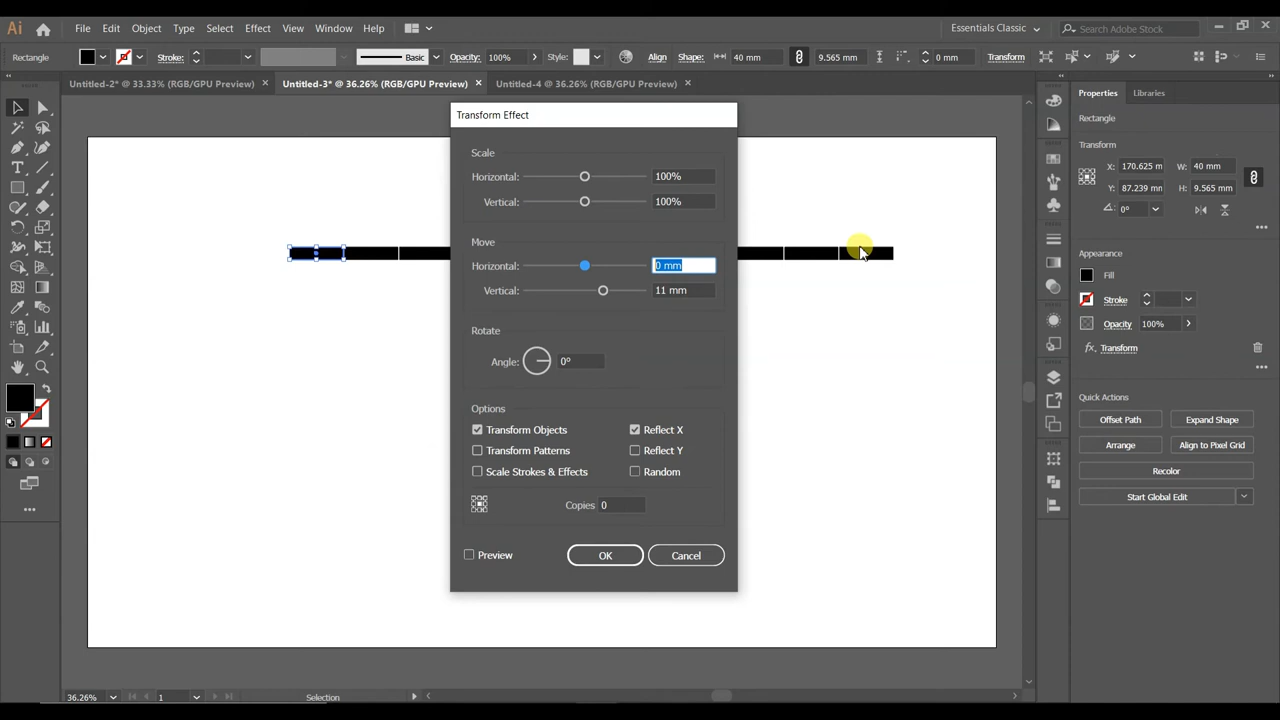 Ai File Edit Object Type Select Effect View Window Help Essentials Classic Search Adobe Stock
Rectangle Stroke: Basic Opacity: 100% Style: Align Shape: 40 mm 9.565 mm 0 mm Transform
Untitled-2* @ 33.33% (RGB/GPU Preview) Untitled-3* @ 36.26% (RGB/GPU Preview) Untitled-4 @ 36.26% (RGB/GPU Preview)
Properties Libraries
Rectangle
Transform
X: 170.625 m W: 40 mm
Y: 87.239 mm H: 9.565 mm
0°
Appearance
Fill
Stroke
Opacity 100%
fx Transform
Quick Actions
Offset Path Expand Shape
Arrange Align to Pixel Grid
Recolor
Start Global Edit
Transform Effect
Scale
Horizontal: 100%
Vertical: 100%
Move
Horizontal: 0 mm
Vertical: 11 mm
Rotate
Angle: 0°
Options
Transform Objects Reflect X
Transform Patterns Reflect Y
Scale Strokes & Effects Random
Copies 0
Preview OK Cancel
36.26% 1 Selection